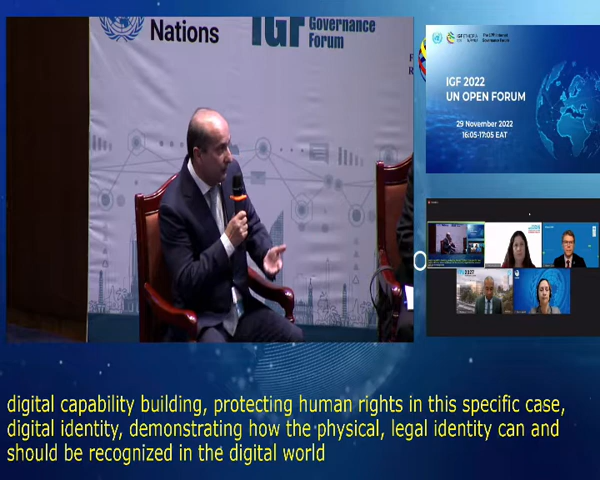 Nations
IGF
Governance
Forum
IGF 2022
UN OPEN FORUM
29 November 2022
16:05-17:05 EAT
digital capability building, protecting human rights in this specific case,
digital identity, demonstrating how the physical, legal identity can and
should be recognized in the digital world